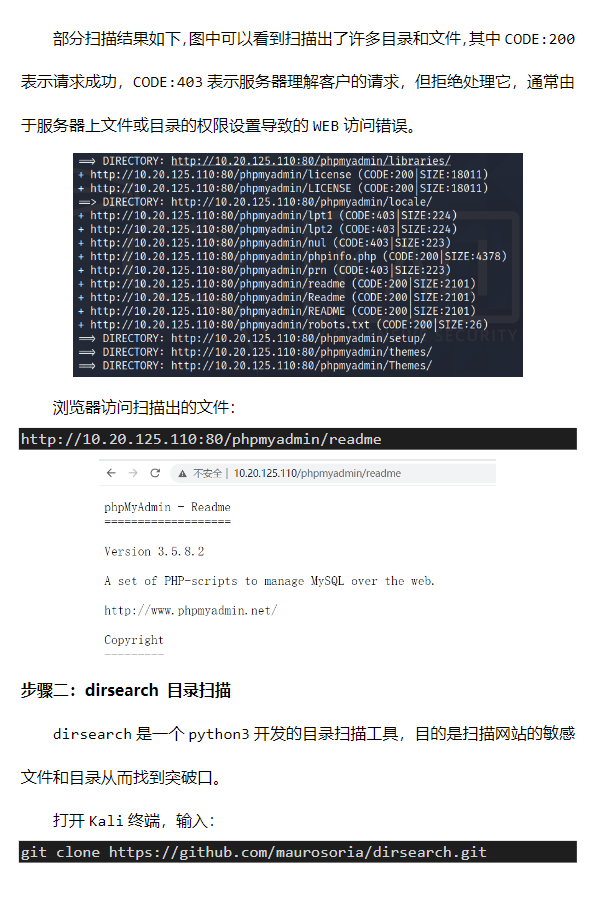 部分扫描结果如下,图中可以看到扫描出了许多目录和文件,其中 CODE:200
表示请求成功，CODE:403 表示服务器理解客户的请求，但拒绝处理它，通常由
于服务器上文件或目录的权限设置导致的 WEB 访问错误。
==> DIRECTORY: http://10.20.125.110:80/phpmyadmin/libraries/
+ http://10.20.125.110:80/phpmyadmin/license (CODE:200|SIZE:18011)
+ http://10.20.125.110:80/phpmyadmin/LICENSE (CODE:200|SIZE:18011)
==> DIRECTORY: http://10.20.125.110:80/phpmyadmin/locale/
+ http://10.20.125.110:80/phpmyadmin/lpt1 (CODE:403|SIZE:224)
+ http://10.20.125.110:80/phpmyadmin/lpt2 (CODE:403|SIZE:224)
+ http://10.20.125.110:80/phpmyadmin/nul (CODE:403|SIZE:223)
+ http://10.20.125.110:80/phpmyadmin/phpinfo.php (CODE:200|SIZE:4378)
+ http://10.20.125.110:80/phpmyadmin/prn (CODE:403|SIZE:223)
+ http://10.20.125.110:80/phpmyadmin/readme (CODE:200|SIZE:2101)
+ http://10.20.125.110:80/phpmyadmin/Readme (CODE:200|SIZE:2101)
+ http://10.20.125.110:80/phpmyadmin/README (CODE:200|SIZE:2101)
+ http://10.20.125.110:80/phpmyadmin/robots.txt (CODE:200|SIZE:26)
==> DIRECTORY: http://10.20.125.110:80/phpmyadmin/setup/
==> DIRECTORY: http://10.20.125.110:80/phpmyadmin/themes/
==> DIRECTORY: http://10.20.125.110:80/phpmyadmin/Themes/
SECURITY
浏览器访问扫描出的文件：
http://10.20.125.110:80/phpmyadmin/readme
不安全 | 10.20.125.110/phpmyadmin/readme
phpMyAdmin - Readme
===================
Version 3.5.8.2
A set of PHP-scripts to manage MySQL over the web.
http://www.phpmyadmin.net/
Copyright
---------
步骤二：dirsearch 目录扫描
dirsearch 是一个 python3 开发的目录扫描工具，目的是扫描网站的敏感
文件和目录从而找到突破口。
打开 Kali 终端，输入：
git clone https://github.com/maurosoria/dirsearch.git